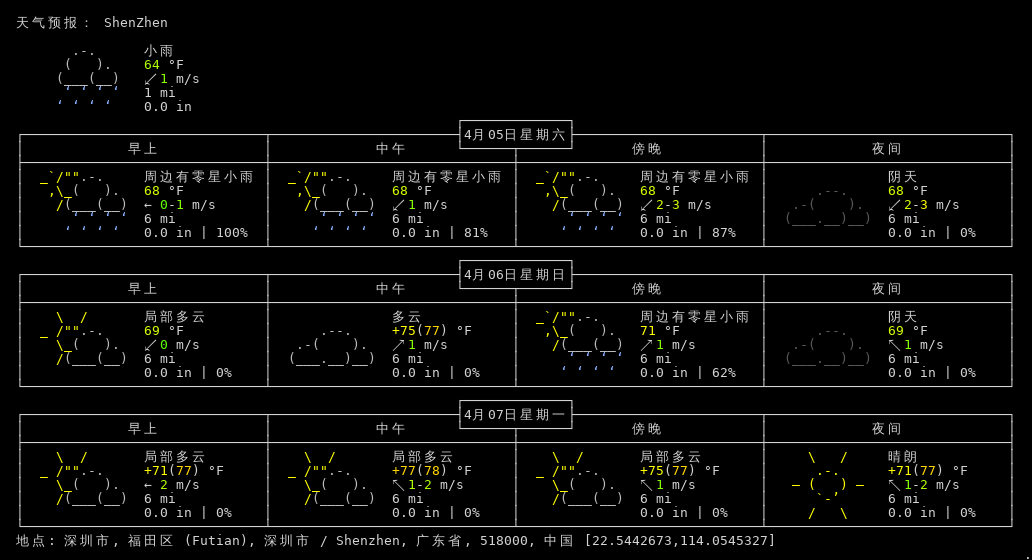 天气预报： ShenZhen
小雨
64 °F
↙1 m/s
1 mi
0.0 in
4月05日星期六
早上 中午 傍晚 夜间
周边有零星小雨 周边有零星小雨 周边有零星小雨 阴天
68 °F 68 °F 68 °F 68 °F
← 0-1 m/s ↙1 m/s ↙2-3 m/s ↙2-3 m/s
6 mi 6 mi 6 mi 6 mi
0.0 in | 100% 0.0 in | 81% 0.0 in | 87% 0.0 in | 0%
4月06日星期日
早上 中午 傍晚 夜间
局部多云 多云 周边有零星小雨 阴天
69 °F +75(77) °F 71 °F 69 °F
↙0 m/s ↗1 m/s ↗1 m/s ↖1 m/s
6 mi 6 mi 6 mi 6 mi
0.0 in | 0% 0.0 in | 0% 0.0 in | 62% 0.0 in | 0%
4月07日星期一
早上 中午 傍晚 夜间
局部多云 局部多云 局部多云 晴朗
+71(77) °F +77(78) °F +75(77) °F +71(77) °F
← 2 m/s ↖1-2 m/s ↖1 m/s ↖1-2 m/s
6 mi 6 mi 6 mi 6 mi
0.0 in | 0% 0.0 in | 0% 0.0 in | 0% 0.0 in | 0%
地点: 深圳市, 福田区 (Futian), 深圳市 / Shenzhen, 广东省, 518000, 中国 [22.5442673,114.0545327]